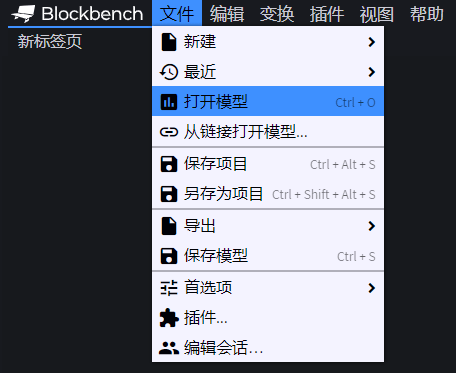 Blockbench 文件 编辑 变换 插件 视图 帮助
新标签页
新建
最近
打开模型 Ctrl + O
从链接打开模型...
保存项目 Ctrl + Alt + S
另存为项目 Ctrl + Shift + Alt + S
导出
保存模型 Ctrl + S
首选项
插件...
编辑会话...